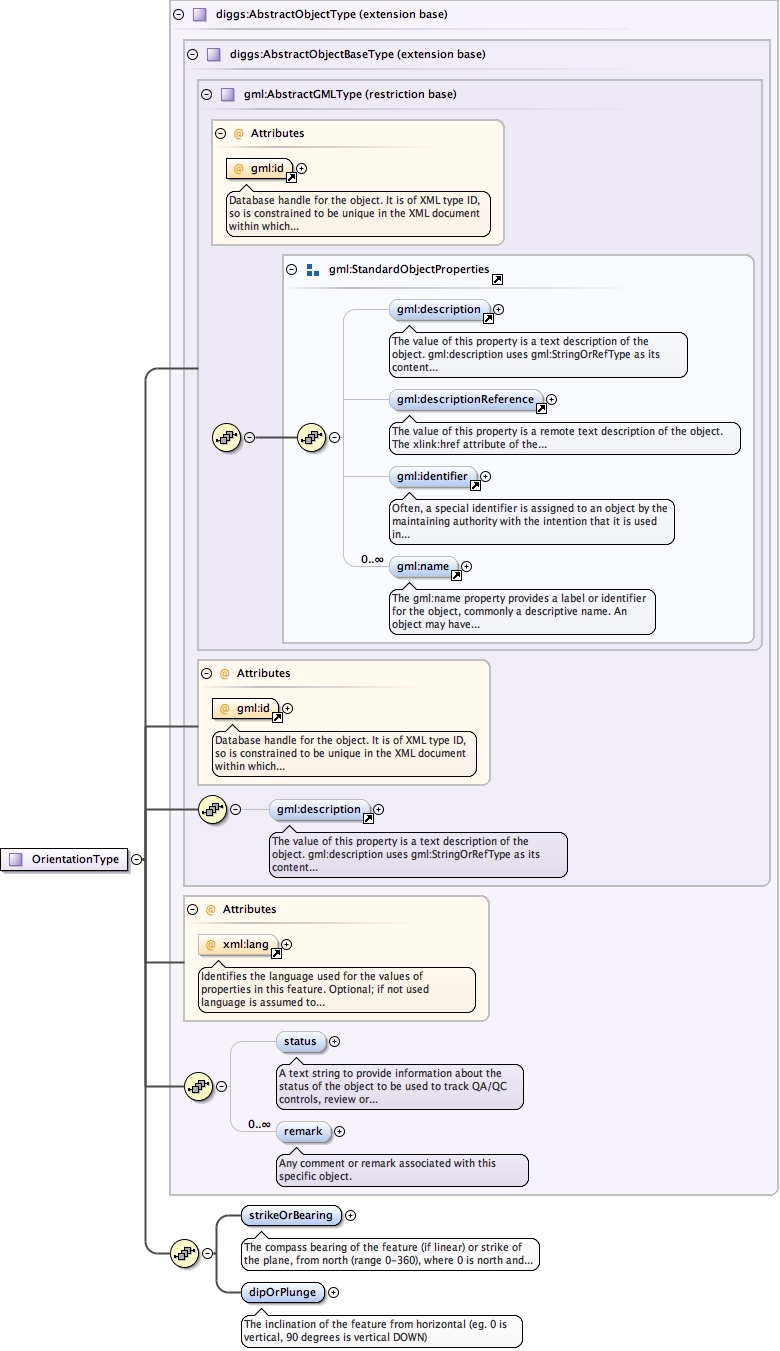 diggs:AbstractObjectType (extension base)
diggs:AbstractObjectBaseType (extension base)
gml:AbstractGMLType (restriction base)
@ Attributes
@ gml:id
Database handle for the object. It is of XML type ID,
so is constrained to be unique in the XML document
within which...
gml:StandardObjectProperties
gml:description
The value of this property is a text description of the
object. gml:description uses gml:StringOrRefType as its
content...
gml:descriptionReference
The value of this property is a remote text description of the object.
The xlink:href attribute of the...
gml:identifier
Often, a special identifier is assigned to an object by the
maintaining authority with the intention that it is used
in...
0..∞
gml:name
The gml:name property provides a label or identifier
for the object, commonly a descriptive name. An
object may have...
@ Attributes
@ gml:id
Database handle for the object. It is of XML type ID,
so is constrained to be unique in the XML document
within which...
gml:description
The value of this property is a text description of the
object. gml:description uses gml:StringOrRefType as its
content...
OrientationType
@ Attributes
@ xml:lang
Identifies the language used for the values of
properties in this feature. Optional; if not used
language is assumed to...
status
A text string to provide information about the
status of the object to be used to track QA/QC
controls, review or...
0..∞
remark
Any comment or remark associated with this
specific object.
strikeOrBearing
The compass bearing of the feature (if linear) or strike of
the plane, from north (range 0-360), where 0 is north and...
dipOrPlunge
The inclination of the feature from horizontal (eg. 0 is
vertical, 90 degrees is vertical DOWN)